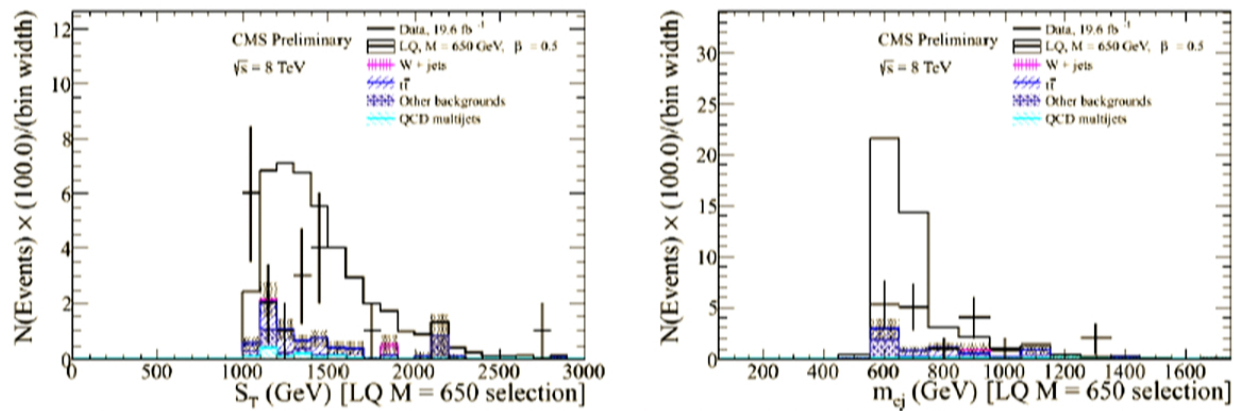 N(Events) × (100.0)/(bin width)
12
10
8
6
4
2
0
CMS Preliminary
√s = 8 TeV
Data, 19.6 fb -1
LQ, M = 650 GeV, β = 0.5
W + jets
tt̅
Other backgrounds
QCD multijets
0 500 1000 1500 2000 2500 3000
S_T (GeV) [LQ M = 650 selection]
N(Events) × (100.0)/(bin width)
30
25
20
15
10
5
0
CMS Preliminary
√s = 8 TeV
Data, 19.6 fb -1
LQ, M = 650 GeV, β = 0.5
W + jets
tt̅
Other backgrounds
QCD multijets
200 400 600 800 1000 1200 1400 1600
m_ej (GeV) [LQ M = 650 selection]